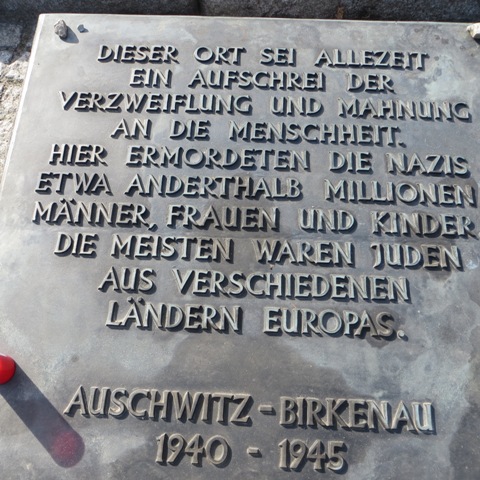 DIESER ORT SEI ALLEZEIT
EIN AUFSCHREI DER
VERZWEIFLUNG UND MAHNUNG
AN DIE MENSCHHEIT.
HIER ERMORDETEN DIE NAZIS
ETWA ANDERTHALB MILLIONEN
MÄNNER, FRAUEN UND KINDER
DIE MEISTEN WAREN JUDEN
AUS VERSCHIEDENEN
LÄNDERN EUROPAS.
AUSCHWITZ-BIRKENAU
1940 - 1945